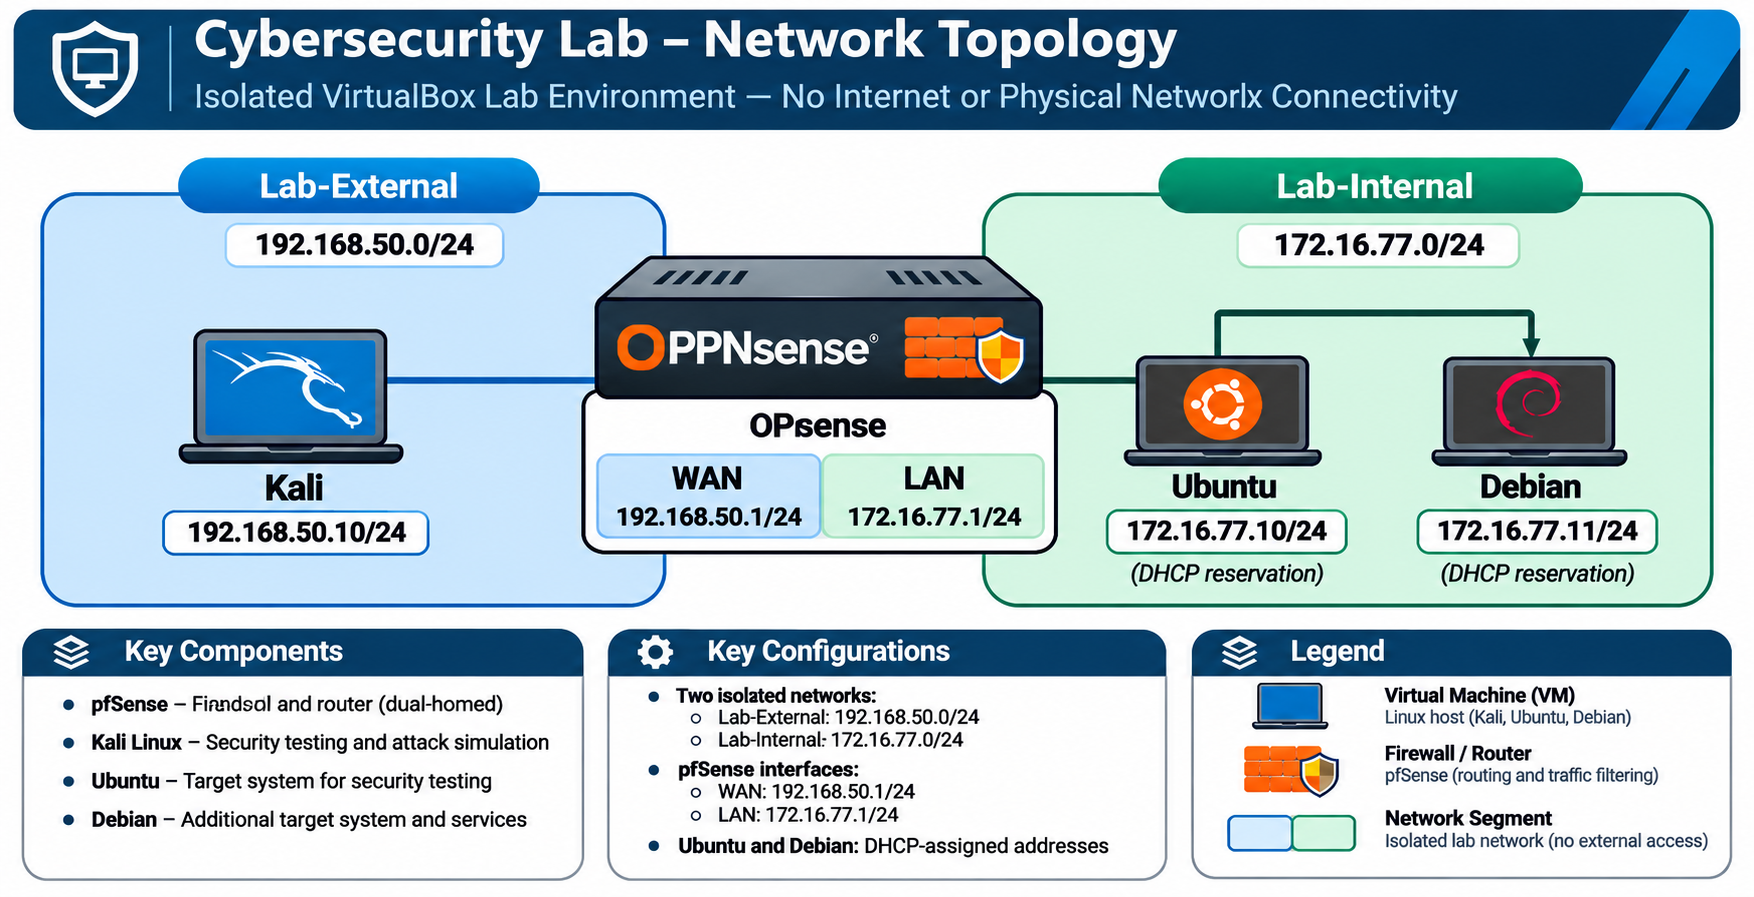 Cybersecurity Lab – Network Topology
Isolated VirtualBox Lab Environment — No Internet or Physical Networlx Connectivity
Lab-External
192.168.50.0/24
Lab-Internal
172.16.77.0/24
OPPNsense®
OPsense
WAN
192.168.50.1/24
LAN
172.16.77.1/24
Kali
192.168.50.10/24
Ubuntu
172.16.77.10/24
(DHCP reservation)
Debian
172.16.77.11/24
(DHCP reservation)
Key Components
• pfSense – and router (dual-homed)
• Kali Linux – Security testing and attack simulation
• Ubuntu – Target system for security testing
• Debian – Additional target system and services
Key Configurations
• Two isolated networks:
○ Lab-External: 192.168.50.0/24
○ Lab-Internal: 172.16.77.0/24
• pfSense interfaces:
○ WAN: 192.168.50.1/24
○ LAN: 172.16.77.1/24
• Ubuntu and Debian: DHCP-assigned addresses
Legend
Virtual Machine (VM)
Linux host (Kali, Ubuntu, Debian)
Firewall / Router
pfSense (routing and traffic filtering)
Network Segment
Isolated lab network (no external access)